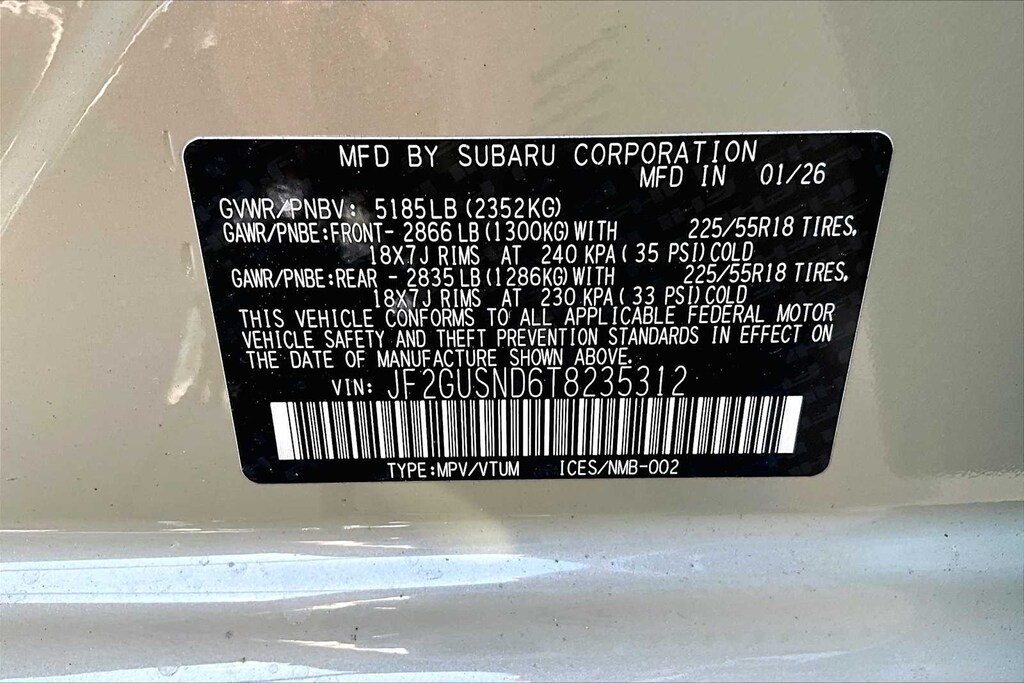 MFD BY SUBARU CORPORATION
MFD IN 01/26
GVWR/PNBV: 5185LB (2352KG)
GAWR/PNBE:FRONT- 2866 LB (1300KG) WITH 225/55R18 TIRES,
18X7J RIMS AT 240 KPA (35 PSI) COLD
GAWR/PNBE:REAR - 2835 LB (1286KG) WITH 225/55R18 TIRES,
18X7J RIMS AT 230 KPA (33 PSI) COLD
THIS VEHICLE CONFORMS TO ALL APPLICABLE FEDERAL MOTOR
VEHICLE SAFETY AND THEFT PREVENTION STANDARDS IN EFFECT ON
THE DATE OF MANUFACTURE SHOWN ABOVE.
VIN: JF2GUSND6T8235312
TYPE:MPV/VTUM ICES/NMB-002